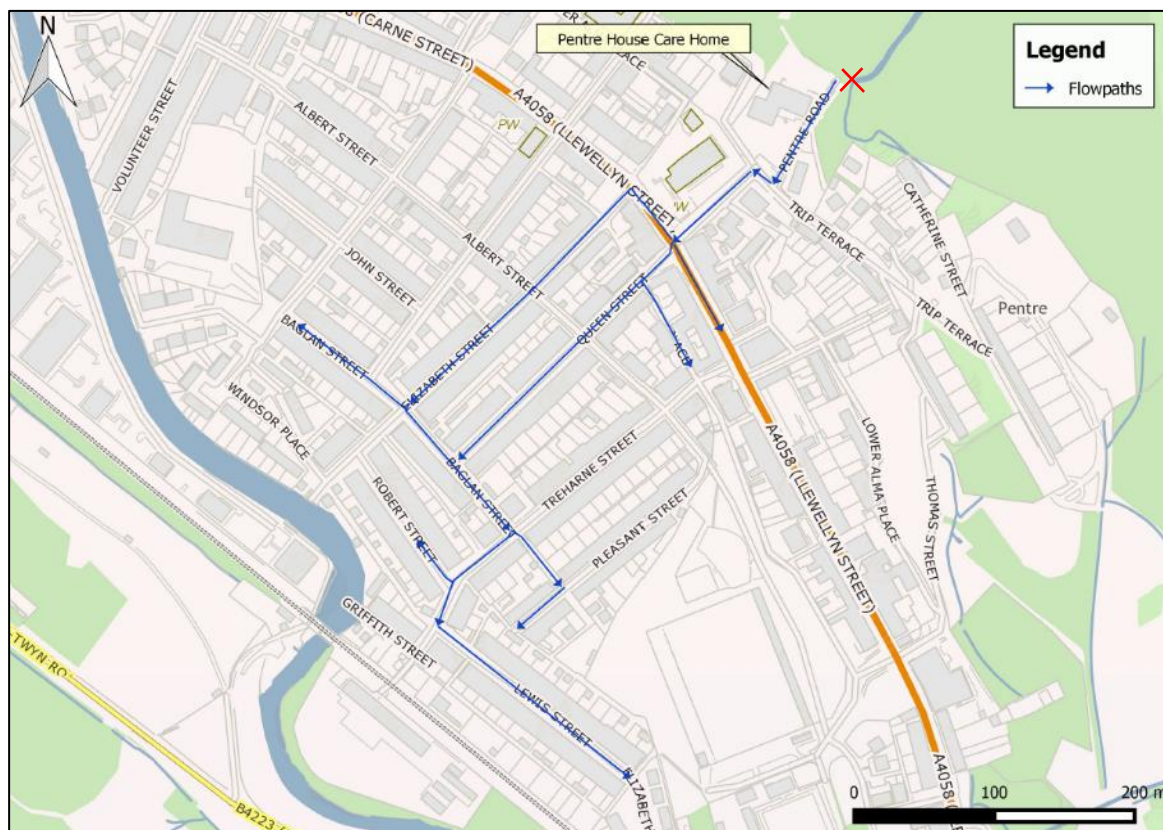 N
(CARNE STREET)
Pentre House Care Home
Legend
Flowpaths
A4058 (LLEWELLYN STREET)
PW
PENTRE ROAD
VOLUNTEER STREET
ALBERT STREET
CATHERINE STREET
TRIP TERRACE
JOHN STREET
ALBERT STREET
Pentre
BAGLAN STREET
ELIZABETH STREET
QUEEN STREET
TRIP TERRACE
WINDSOR PLACE
TREHARNE STREET
LOWER ALMA PLACE
A4058 (LLEWELLYN STREET)
BAGLAN STREET
ROBERT STREET
PLEASANT STREET
THOMAS STREET
GRIFFITH STREET
LEWIS STREET
ELIZABETH
B4223
A4058
0 100 200 m